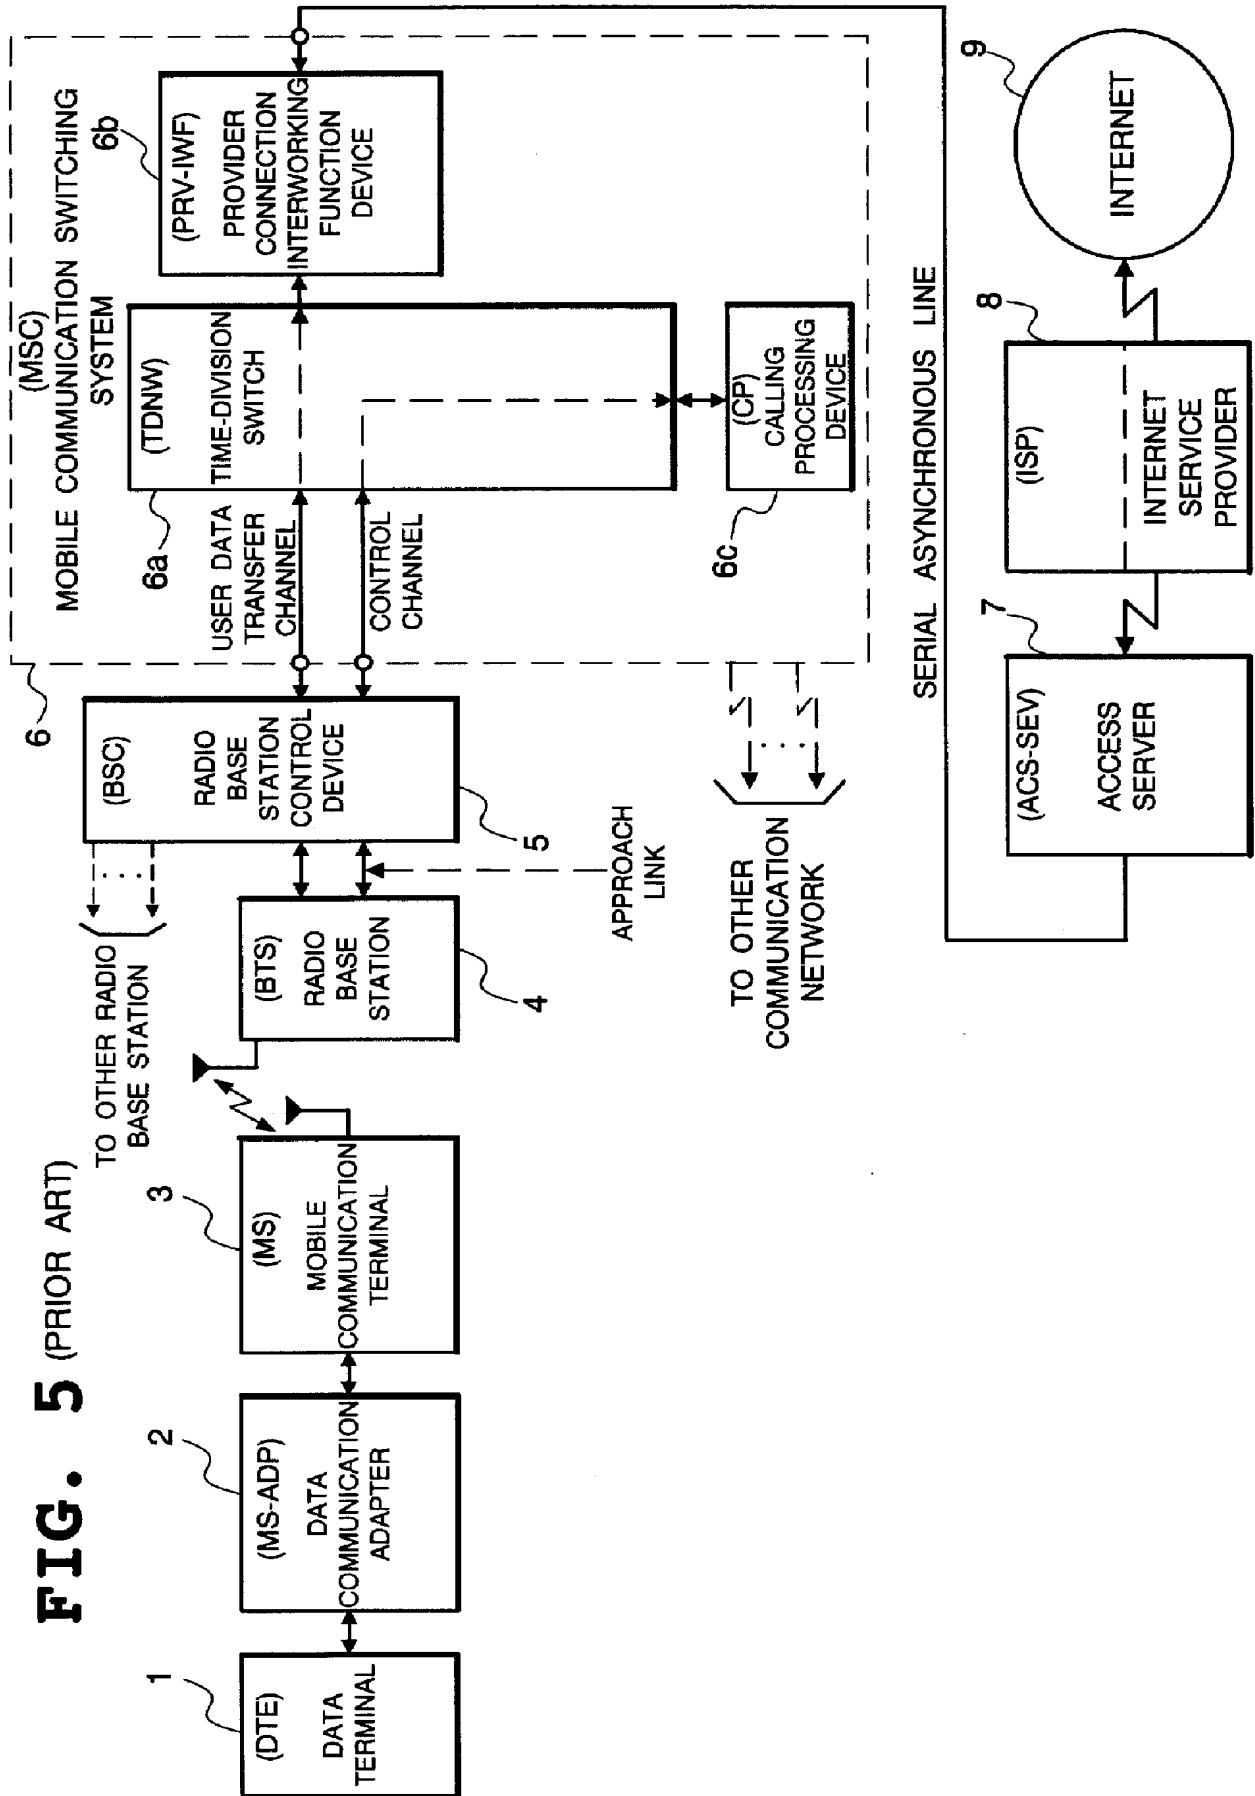 FIG. 5 (PRIOR ART)
1
(DTE)
DATA
TERMINAL
2
(MS-ADP)
DATA
COMMUNICATION
ADAPTER
3
(MS)
MOBILE
COMMUNICATION
TERMINAL
TO OTHER RADIO
BASE STATION
(BTS)
RADIO
BASE
STATION
4
APPROACH
LINK
(BSC)
RADIO
BASE
STATION
CONTROL
DEVICE
5
6
(MSC)
MOBILE COMMUNICATION SWITCHING
SYSTEM
USER DATA
TRANSFER
CHANNEL
CONTROL
CHANNEL
6a
(TDNW)
TIME-DIVISION
SWITCH
6b
(PRV-IWF)
PROVIDER
CONNECTION
INTERWORKING
FUNCTION
DEVICE
6c
(CP)
CALLING
PROCESSING
DEVICE
TO OTHER
COMMUNICATION
NETWORK
SERIAL ASYNCHRONOUS LINE
7
(ACS-SEV)
ACCESS
SERVER
8
(ISP)
INTERNET
SERVICE
PROVIDER
9
INTERNET